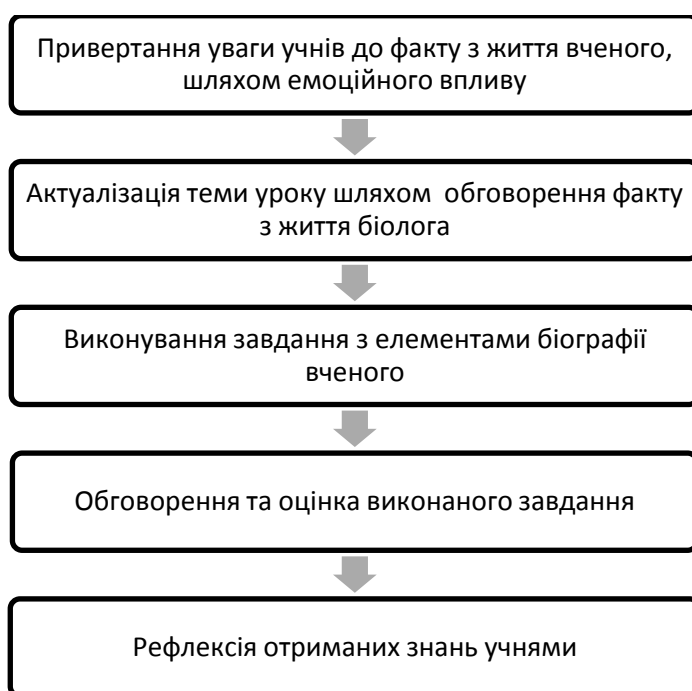 Привертання уваги учнів до факту з життя вченого,
шляхом емоційного впливу
Актуалізація теми уроку шляхом обговорення факту
з життя біолога
Виконування завдання з елементами біографії
вченого
Обговорення та оцінка виконаного завдання
Рефлексія отриманих знань учнями